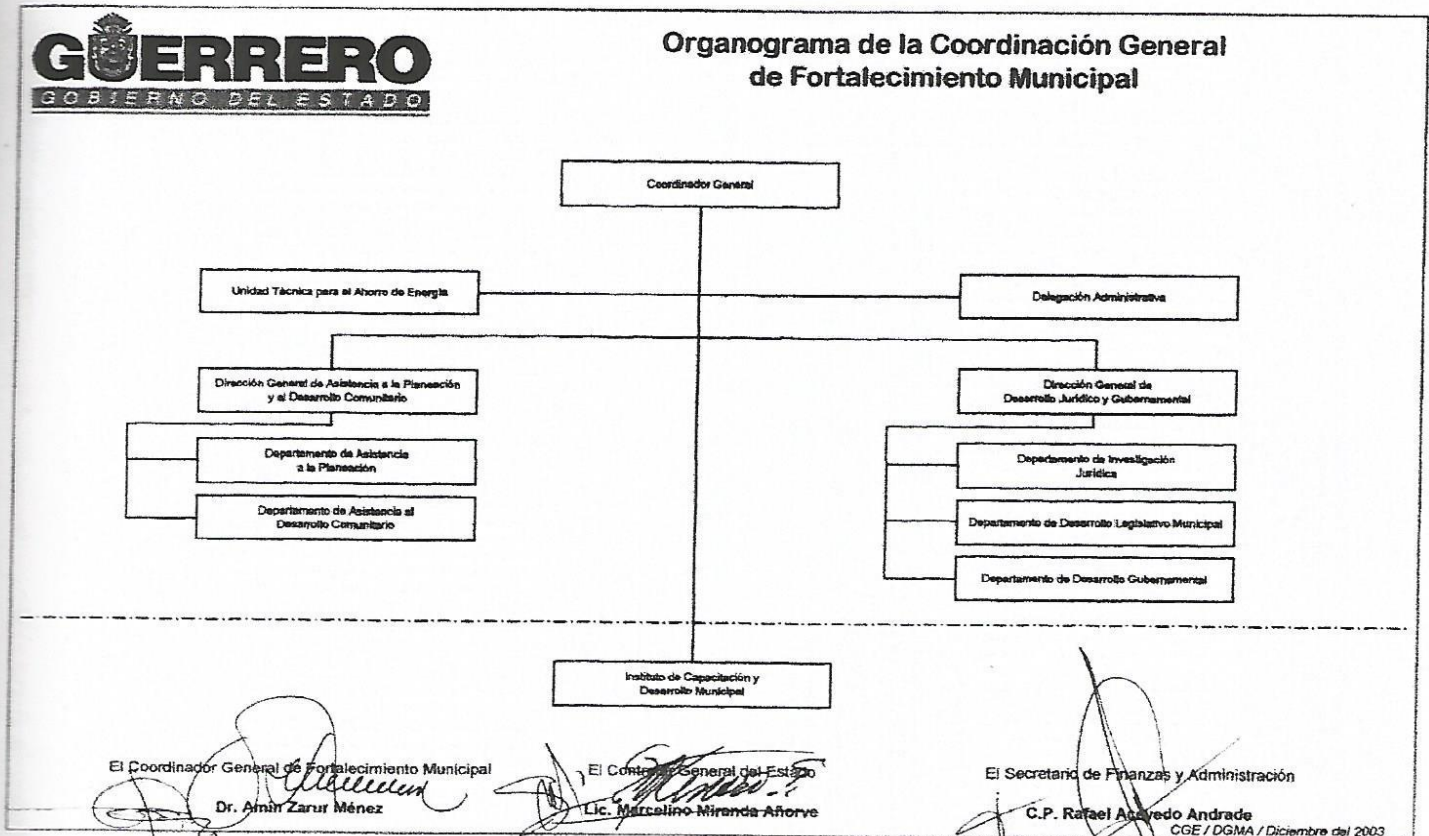 GUERRERO
GOBIERNO DEL ESTADO
Organograma de la Coordinación General
de Fortalecimiento Municipal
Coordinador General
Unidad Técnica para el Ahorro de Energía
Delegación Administrativa
Dirección General de Asistencia a la Planeación
y al Desarrollo Comunitario
Dirección General de
Desarrollo Jurídico y Gubernamental
Departamento de Asistencia
a la Planeación
Departamento de Investigación
Jurídica
Departamento de Asistencia al
Desarrollo Comunitario
Departamento de Desarrollo Legislativo Municipal
Departamento de Desarrollo Gubernamental
Instituto de Capacitación y
Desarrollo Municipal
El Coordinador General de Fortalecimiento Municipal
Dr. Amín Zarur Ménez
El Contralor General del Estado
Lic. Marcelino Miranda Añorve
El Secretario de Finanzas y Administración
C.P. Rafael Acevedo Andrade
CGE / DGMA / Diciembre del 2003